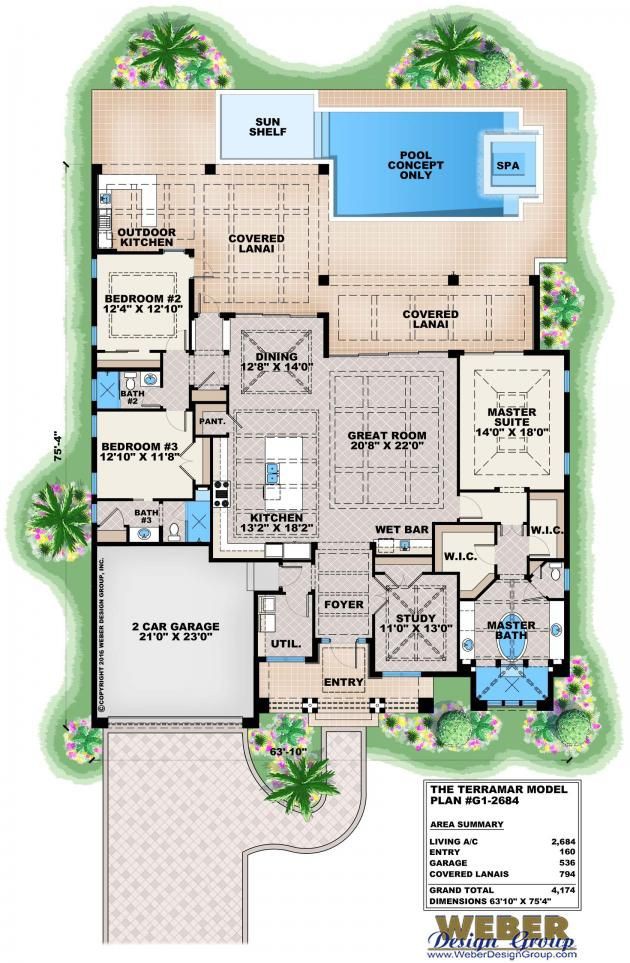 SUN
SHELF
POOL
CONCEPT
ONLY
SPA
OUTDOOR
KITCHEN
COVERED
LANAI
BEDROOM #2
12'4" X 12'10"
COVERED
LANAI
DINING
12'8" X 14'0"
BATH
#2
PANT.
MASTER
SUITE
14'0" X 18'0"
75'-4"
BEDROOM #3
12'10" X 11'8"
GREAT ROOM
20'8" X 22'0"
BATH
#3
KITCHEN
13'2" X 18'2"
WET BAR
W.I.C.
W.I.C.
2 CAR GARAGE
21'0" X 23'0"
FOYER
STUDY
11'0" X 13'0"
UTIL.
MASTER
BATH
ENTRY
©COPYRIGHT 2016 WEBER DESIGN GROUP, INC.
63'-10"
THE TERRAMAR MODEL
PLAN #G1-2684
AREA SUMMARY
LIVING A/C 2,684
ENTRY 160
GARAGE 536
COVERED LANAIS 794
GRAND TOTAL 4,174
DIMENSIONS 63'10" X 75'4"
WEBER
Design Group
www.WeberDesignGroup.com